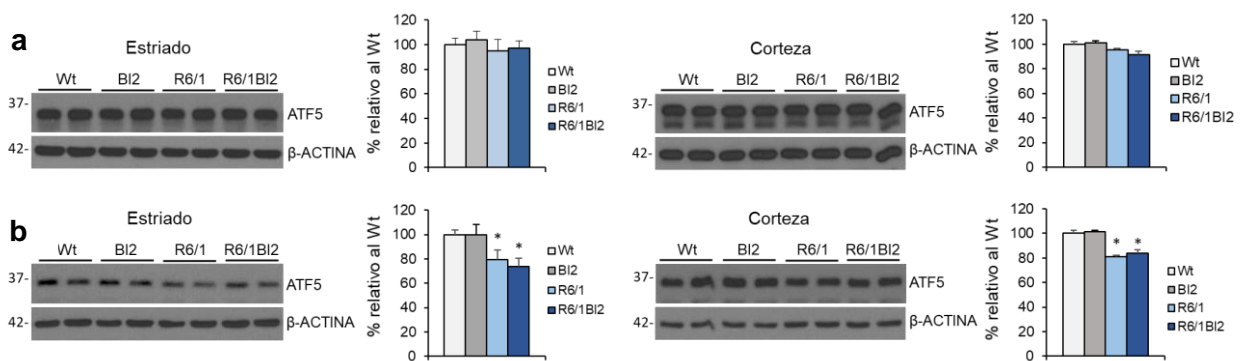 a
Estriado
Wt BI2 R6/1 R6/1BI2
37- ATF5
42- β-ACTINA
% relativo al Wt
120
100
80
60
40
20
0
Wt
BI2
R6/1
R6/1BI2
Corteza
Wt BI2 R6/1 R6/1BI2
37- ATF5
42- β-ACTINA
% relativo al Wt
120
100
80
60
40
20
0
Wt
BI2
R6/1
R6/1BI2
b
Estriado
Wt BI2 R6/1 R6/1BI2
37- ATF5
42- β-ACTINA
% relativo al Wt
120
100
80
60
40
20
0
* *
Wt
BI2
R6/1
R6/1BI2
Corteza
Wt BI2 R6/1 R6/1BI2
37- ATF5
42- β-ACTINA
% relativo al Wt
120
100
80
60
40
20
0
* *
Wt
BI2
R6/1
R6/1BI2